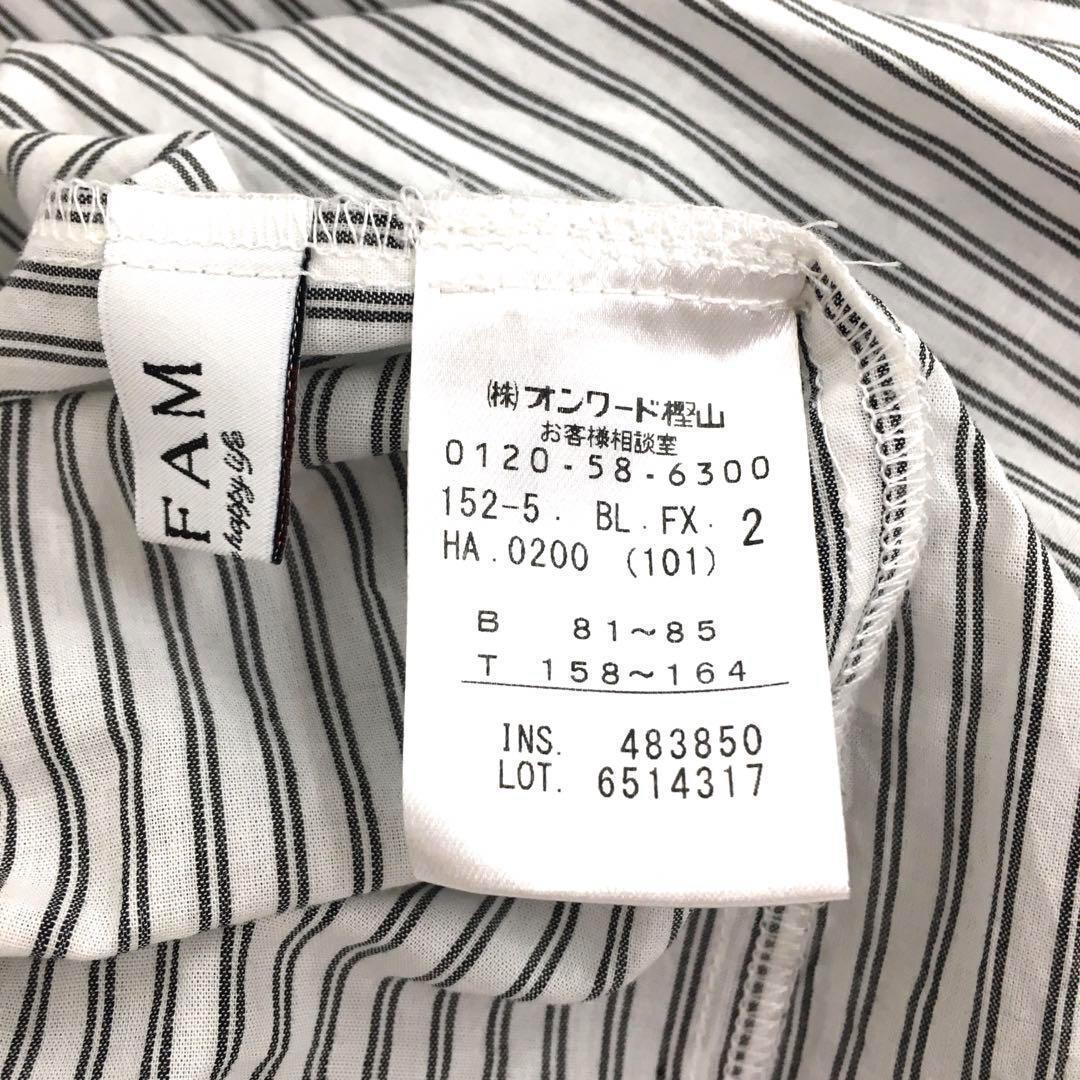 FAM
happy life
(株)オンワード樫山
お客様相談室
0120-58-6300
152-5. BL.FX. 2
HA.0200 (101)
B 81~85
T 158~164
INS. 483850
LOT. 6514317